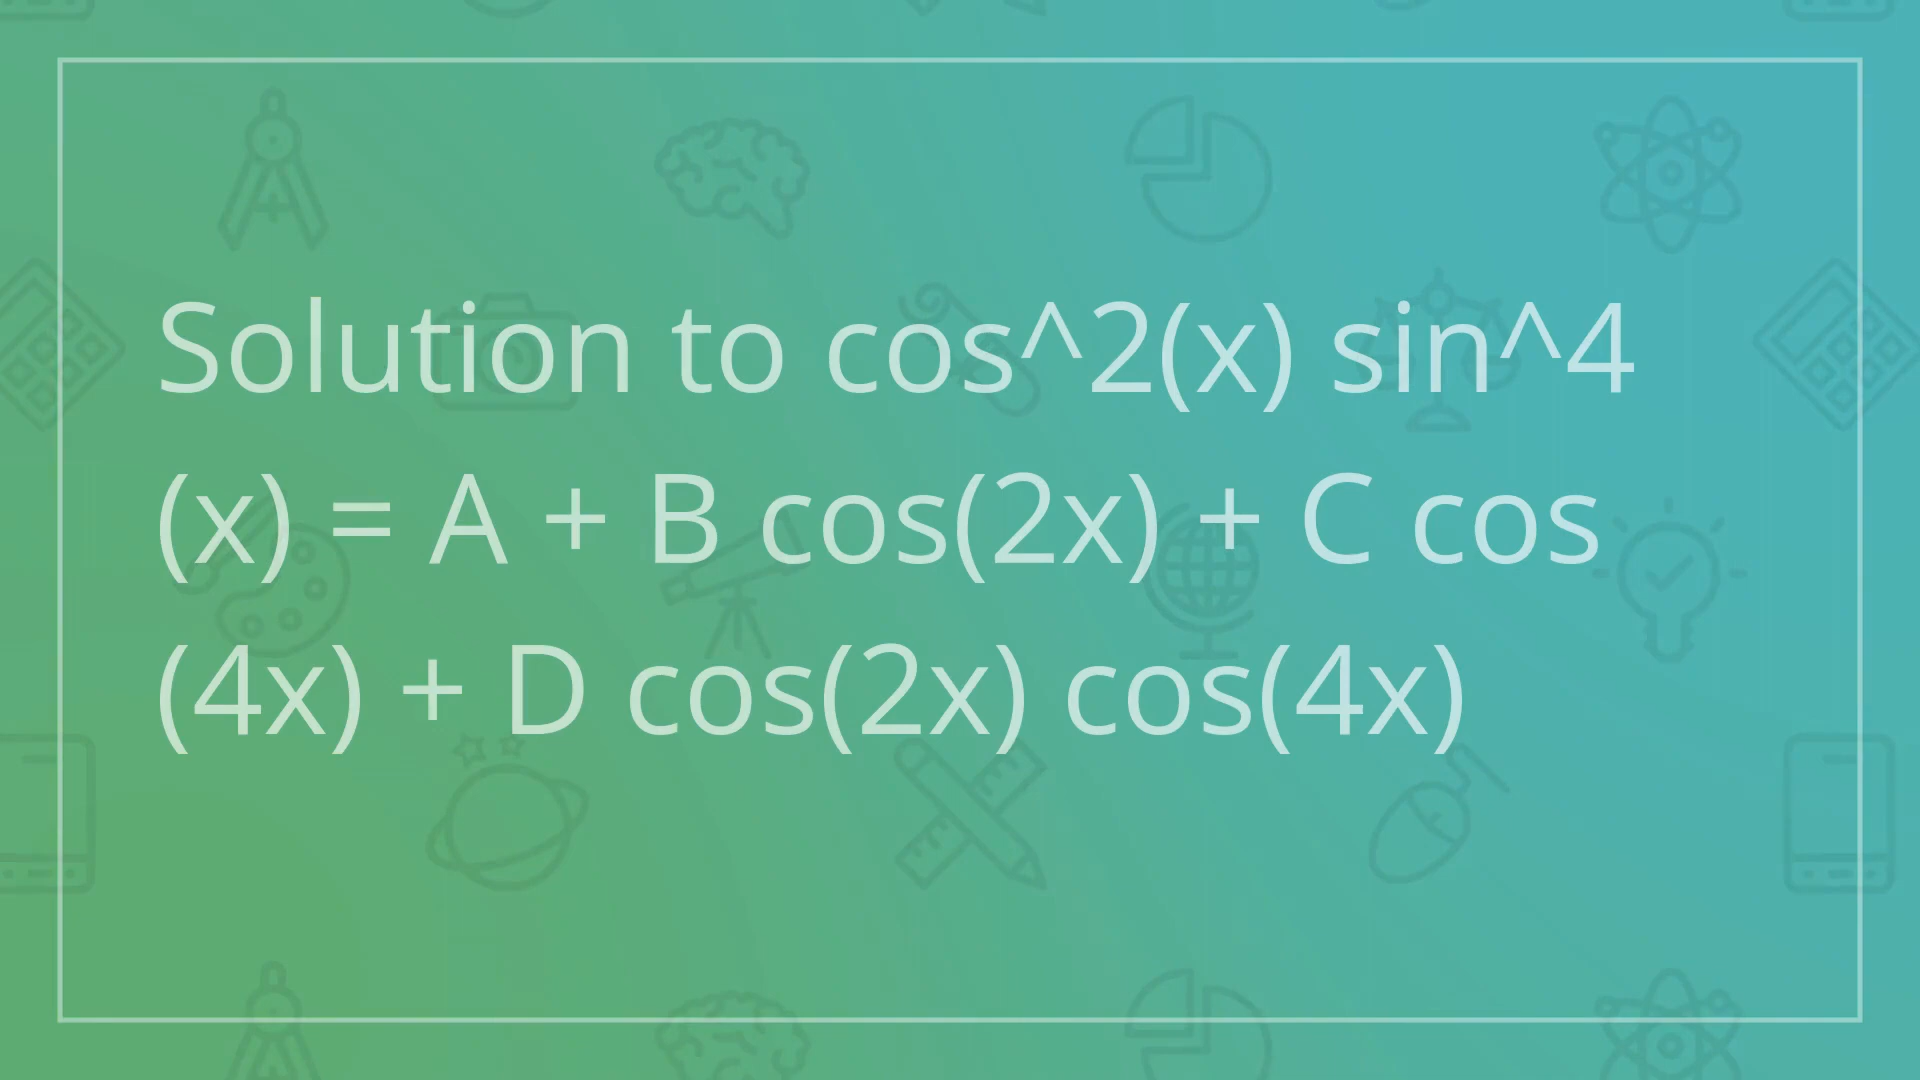 Solution to cos^2(x) sin^4
(x) = A + B cos(2x) + C cos
(4x) + D cos(2x) cos(4x)